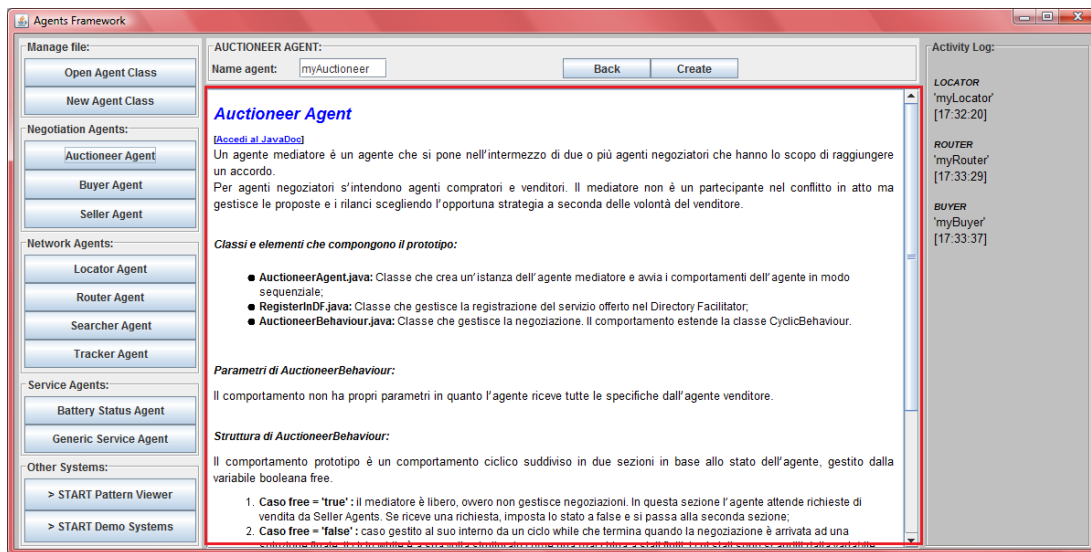 Agents Framework
Manage file:
Open Agent Class
New Agent Class
Negotiation Agents:
Auctioneer Agent
Buyer Agent
Seller Agent
Network Agents:
Locator Agent
Router Agent
Searcher Agent
Tracker Agent
Service Agents:
Battery Status Agent
Generic Service Agent
Other Systems:
> START Pattern Viewer
> START Demo Systems
AUCTIONEER AGENT:
Name agent: myAuctioneer Back Create
Auctioneer Agent
[Accedi al JavaDoc]
Un agente mediatore è un agente che si pone nell'intermezzo di due o più agenti negoziatori che hanno lo scopo di raggiungere
un accordo.
Per agenti negoziatori s'intendono agenti compratori e venditori. Il mediatore non è un partecipante nel conflitto in atto ma
gestisce le proposte e i rilanci scegliendo l'opportuna strategia a seconda delle volontà del venditore.
Classi e elementi che compongono il prototipo:
● AuctioneerAgent.java: Classe che crea un'istanza dell'agente mediatore e avvia i comportamenti dell'agente in modo
sequenziale;
● RegisterInDF.java: Classe che gestisce la registrazione del servizio offerto nel Directory Facilitator;
● AuctioneerBehaviour.java: Classe che gestisce la negoziazione. Il comportamento estende la classe CyclicBehaviour.
Parametri di AuctioneerBehaviour:
Il comportamento non ha propri parametri in quanto l'agente riceve tutte le specifiche dall'agente venditore.
Struttura di AuctioneerBehaviour:
Il comportamento prototipo è un comportamento ciclico suddiviso in due sezioni in base allo stato dell'agente, gestito dalla
variabile booleana free.
1. Caso free = 'true' : il mediatore è libero, ovvero non gestisce negoziazioni. In questa sezione l'agente attende richieste di
vendita da Seller Agents. Se riceve una richiesta, imposta lo stato a false e si passa alla seconda sezione;
2. Caso free = 'false' : caso gestito al suo interno da un ciclo while che termina quando la negoziazione è arrivata ad una
Activity Log:
LOCATOR
'myLocator'
[17:32:20]
ROUTER
'myRouter'
[17:33:29]
BUYER
'myBuyer'
[17:33:37]